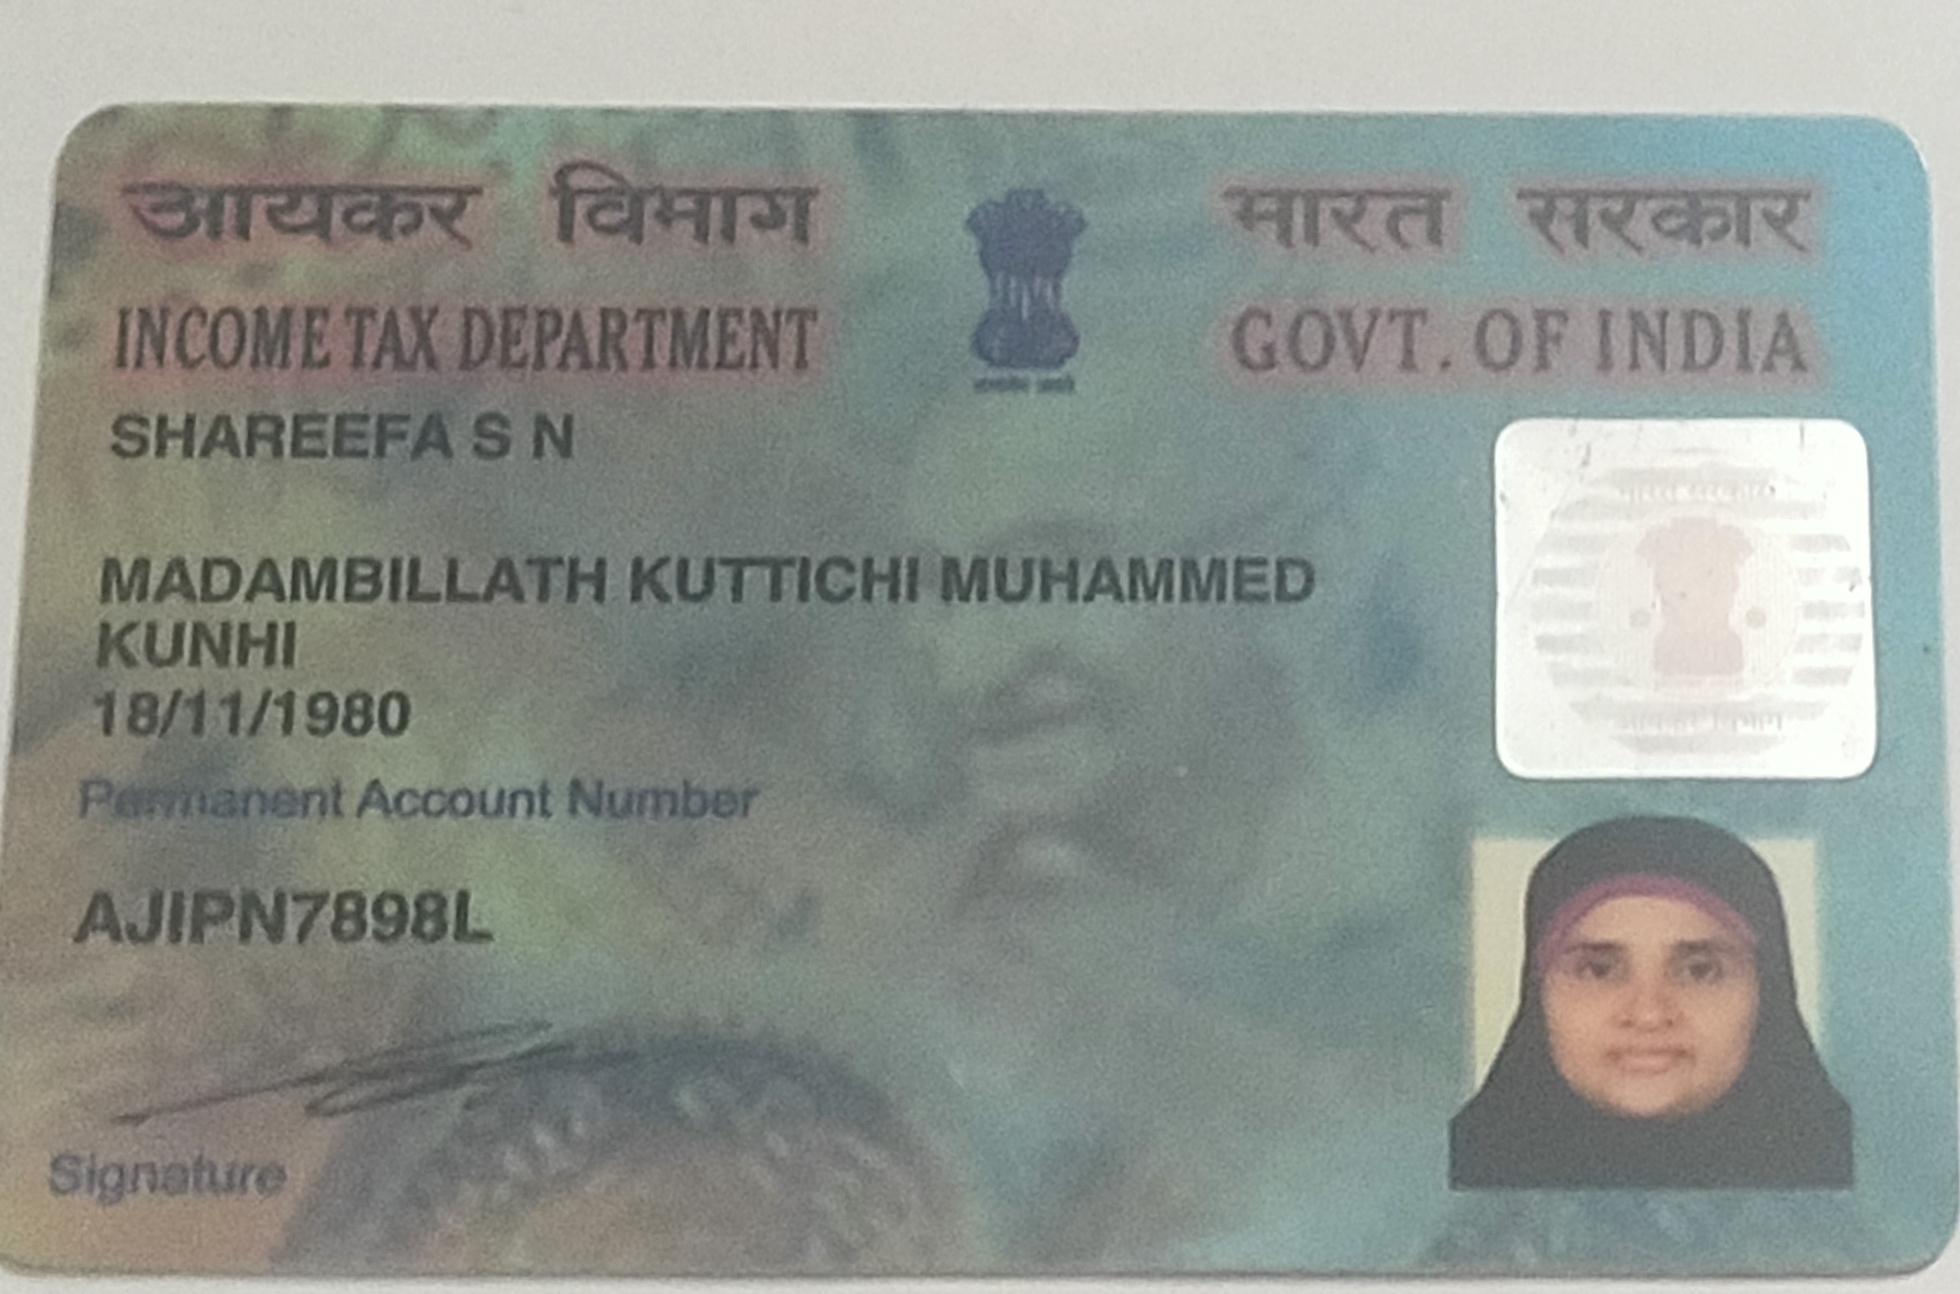 आयकर विभाग
भारत सरकार
INCOME TAX DEPARTMENT
GOVT. OF INDIA
SHAREEFA S N
MADAMBILLATH KUTTICHI MUHAMMED
KUNHI
18/11/1980
Permanent Account Number
AJIPN7898L
Signature